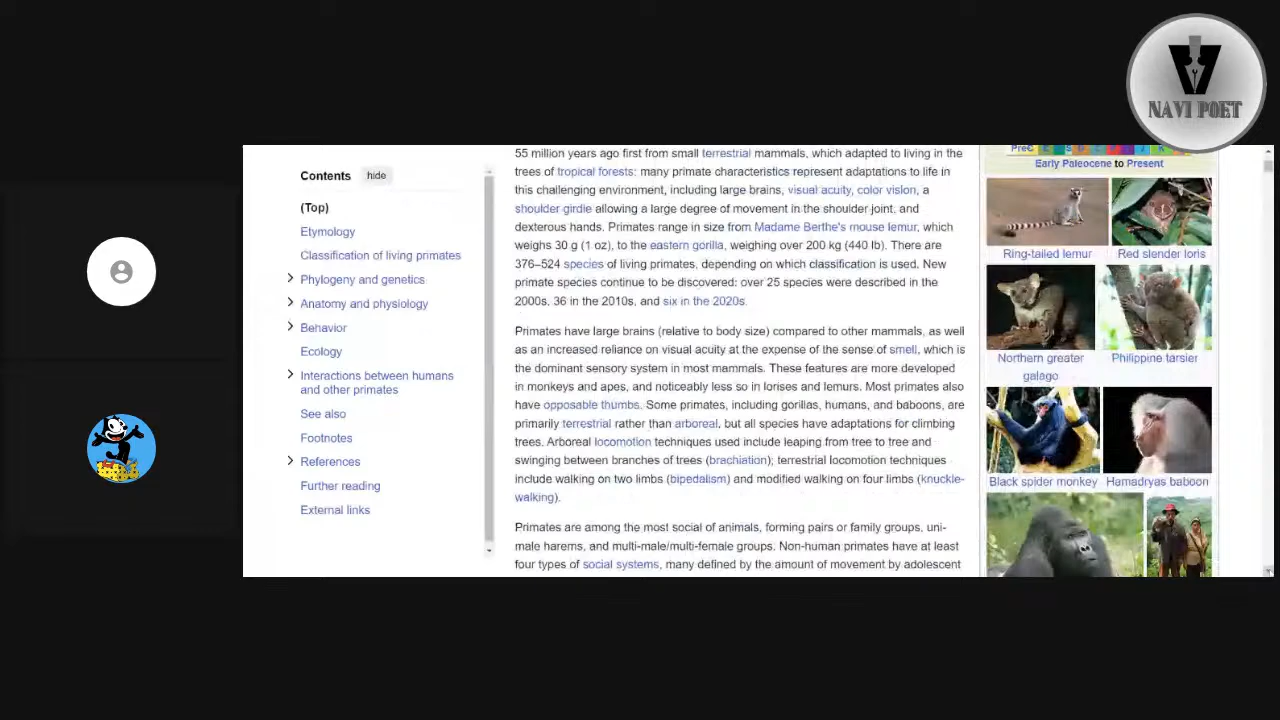 NAVI POET
Contents hide
(Top)
Etymology
Classification of living primates
Phylogeny and genetics
Anatomy and physiology
Behavior
Ecology
Interactions between humans
and other primates
See also
Footnotes
References
Further reading
External links
55 million years ago first from small terrestrial mammals, which adapted to living in the
trees of tropical forests: many primate characteristics represent adaptations to life in
this challenging environment, including large brains, visual acuity, color vision, a
shoulder girdle allowing a large degree of movement in the shoulder joint, and
dexterous hands. Primates range in size from Madame Berthe's mouse lemur, which
weighs 30 g (1 oz), to the eastern gorilla, weighing over 200 kg (440 lb). There are
376–524 species of living primates, depending on which classification is used. New
primate species continue to be discovered: over 25 species were described in the
2000s, 36 in the 2010s, and six in the 2020s.
Primates have large brains (relative to body size) compared to other mammals, as well
as an increased reliance on visual acuity at the expense of the sense of smell, which is
the dominant sensory system in most mammals. These features are more developed
in monkeys and apes, and noticeably less so in lorises and lemurs. Most primates also
have opposable thumbs. Some primates, including gorillas, humans, and baboons, are
primarily terrestrial rather than arboreal, but all species have adaptations for climbing
trees. Arboreal locomotion techniques used include leaping from tree to tree and
swinging between branches of trees (brachiation); terrestrial locomotion techniques
include walking on two limbs (bipedalism) and modified walking on four limbs (knuckle-
walking).
Primates are among the most social of animals, forming pairs or family groups, uni-
male harems, and multi-male/multi-female groups. Non-human primates have at least
four types of social systems, many defined by the amount of movement by adolescent
PreꞒ
Early Paleocene to Present
Ring-tailed lemur
Red slender loris
Northern greater
galago
Philippine tarsier
Black spider monkey
Hamadryas baboon